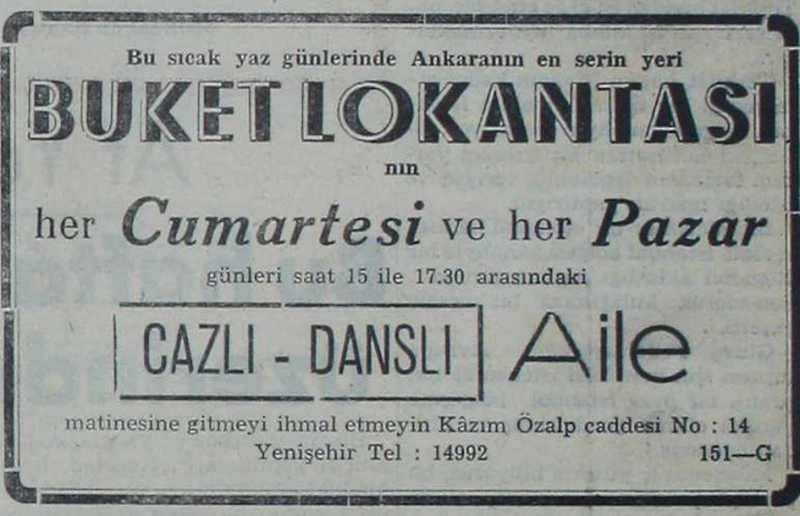 Bu sıcak yaz günlerinde Ankaranın en serin yeri
BUKET LOKANTASI
nın
her Cumartesi ve her Pazar
günleri saat 15 ile 17.30 arasındaki
CAZLI - DANSLI Aile
matinesine gitmeyi ihmal etmeyin Kâzım Özalp caddesi No : 14
Yenişehir Tel : 14992 151—G